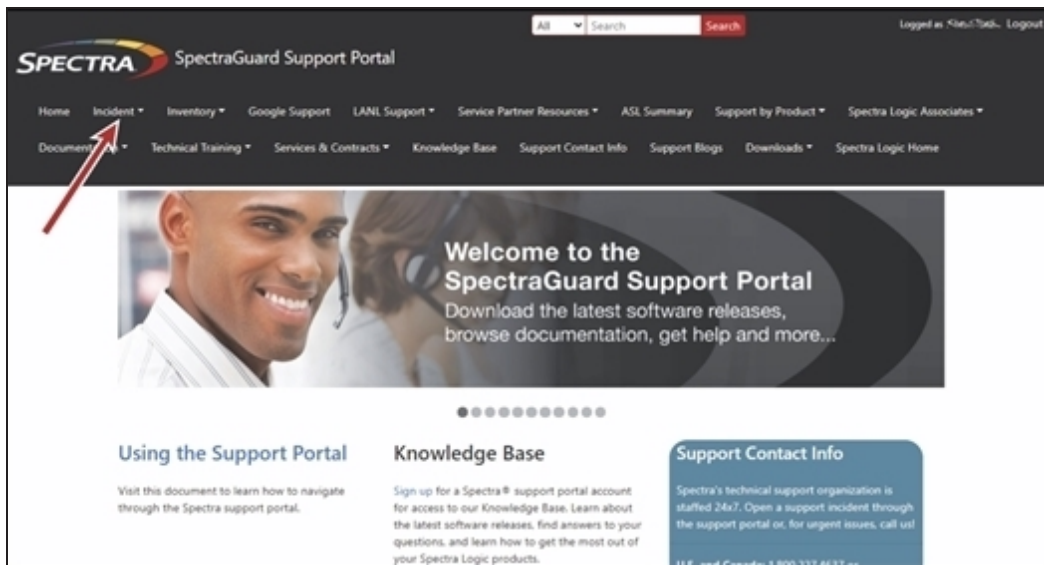 All Search Search Logged as Logout
SPECTRA SpectraGuard Support Portal
Home Incident Inventory Google Support LANL Support Service Partner Resources ASL Summary Support by Product Spectra Logic Associates
Technical Training Services & Contracts Knowledge Base Support Contact Info Support Blogs Downloads Spectra Logic Home
Welcome to the
SpectraGuard Support Portal
Download the latest software releases,
browse documentation, get help and more...
Using the Support Portal
Visit this document to learn how to navigate
through the Spectra support portal.
Knowledge Base
Sign up for a Spectra® support portal account
for access to our Knowledge Base. Learn about
the latest software releases, find answers to your
questions, and learn how to get the most out of
your Spectra Logic products.
Support Contact Info
Spectra's technical support organization is
staffed 24x7. Open a support incident through
the support portal or, for urgent issues, call us!
U.S. and Canada: